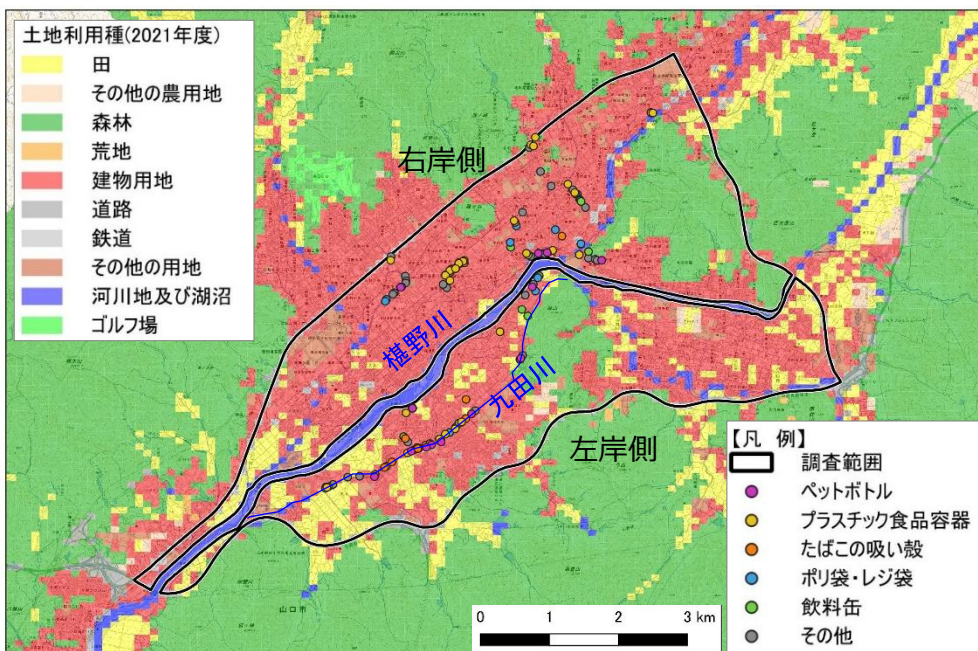 土地利用種(2021年度)
田
その他の農用地
森林
荒地
建物用地
道路
鉄道
その他の用地
河川地及び湖沼
ゴルフ場
右岸側
椹野川
九田川
左岸側
山口市
【凡 例】
調査範囲
ペットボトル
プラスチック食品容器
たばこの吸い殻
ポリ袋・レジ袋
飲料缶
その他
0 1 2 3 km